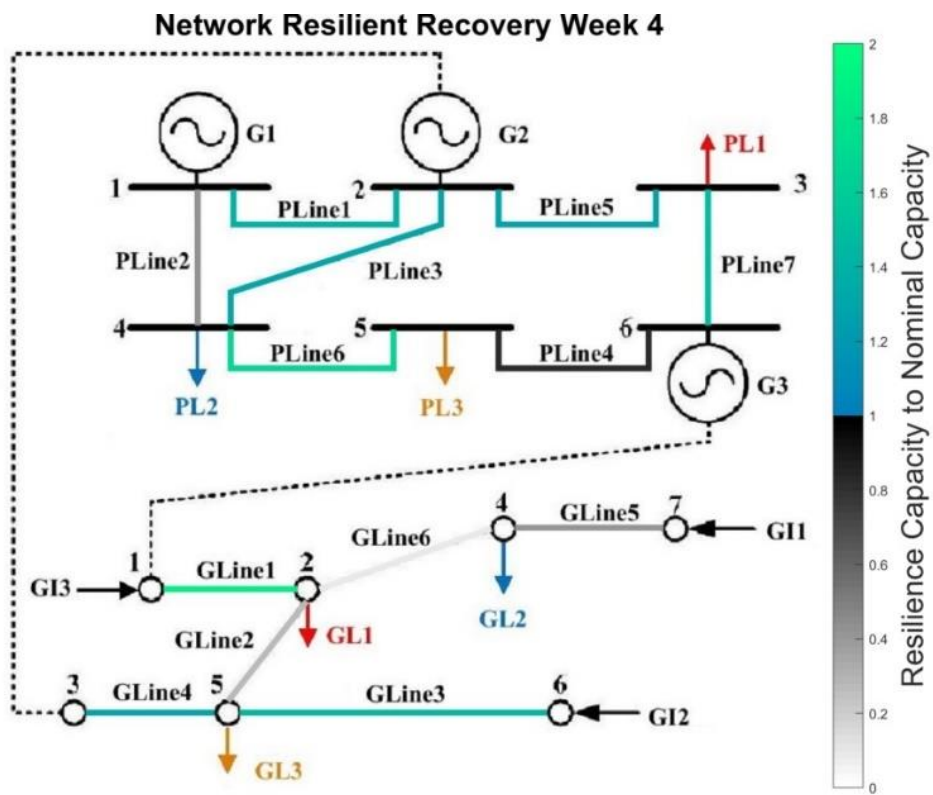 Network Resilient Recovery Week 4
G1
G2
PL1
1
2
3
PLine1
PLine5
PLine2
PLine3
PLine7
4
5
6
PLine6
PLine4
PL2
PL3
G3
4
7
GLine5
GI1
GLine6
1
2
GI3
GLine1
GL2
GLine2
GL1
3
5
6
GLine4
GLine3
GI2
GL3
2
1.8
1.6
1.4
1.2
1
0.8
0.6
0.4
0.2
0
Resilience Capacity to Nominal Capacity